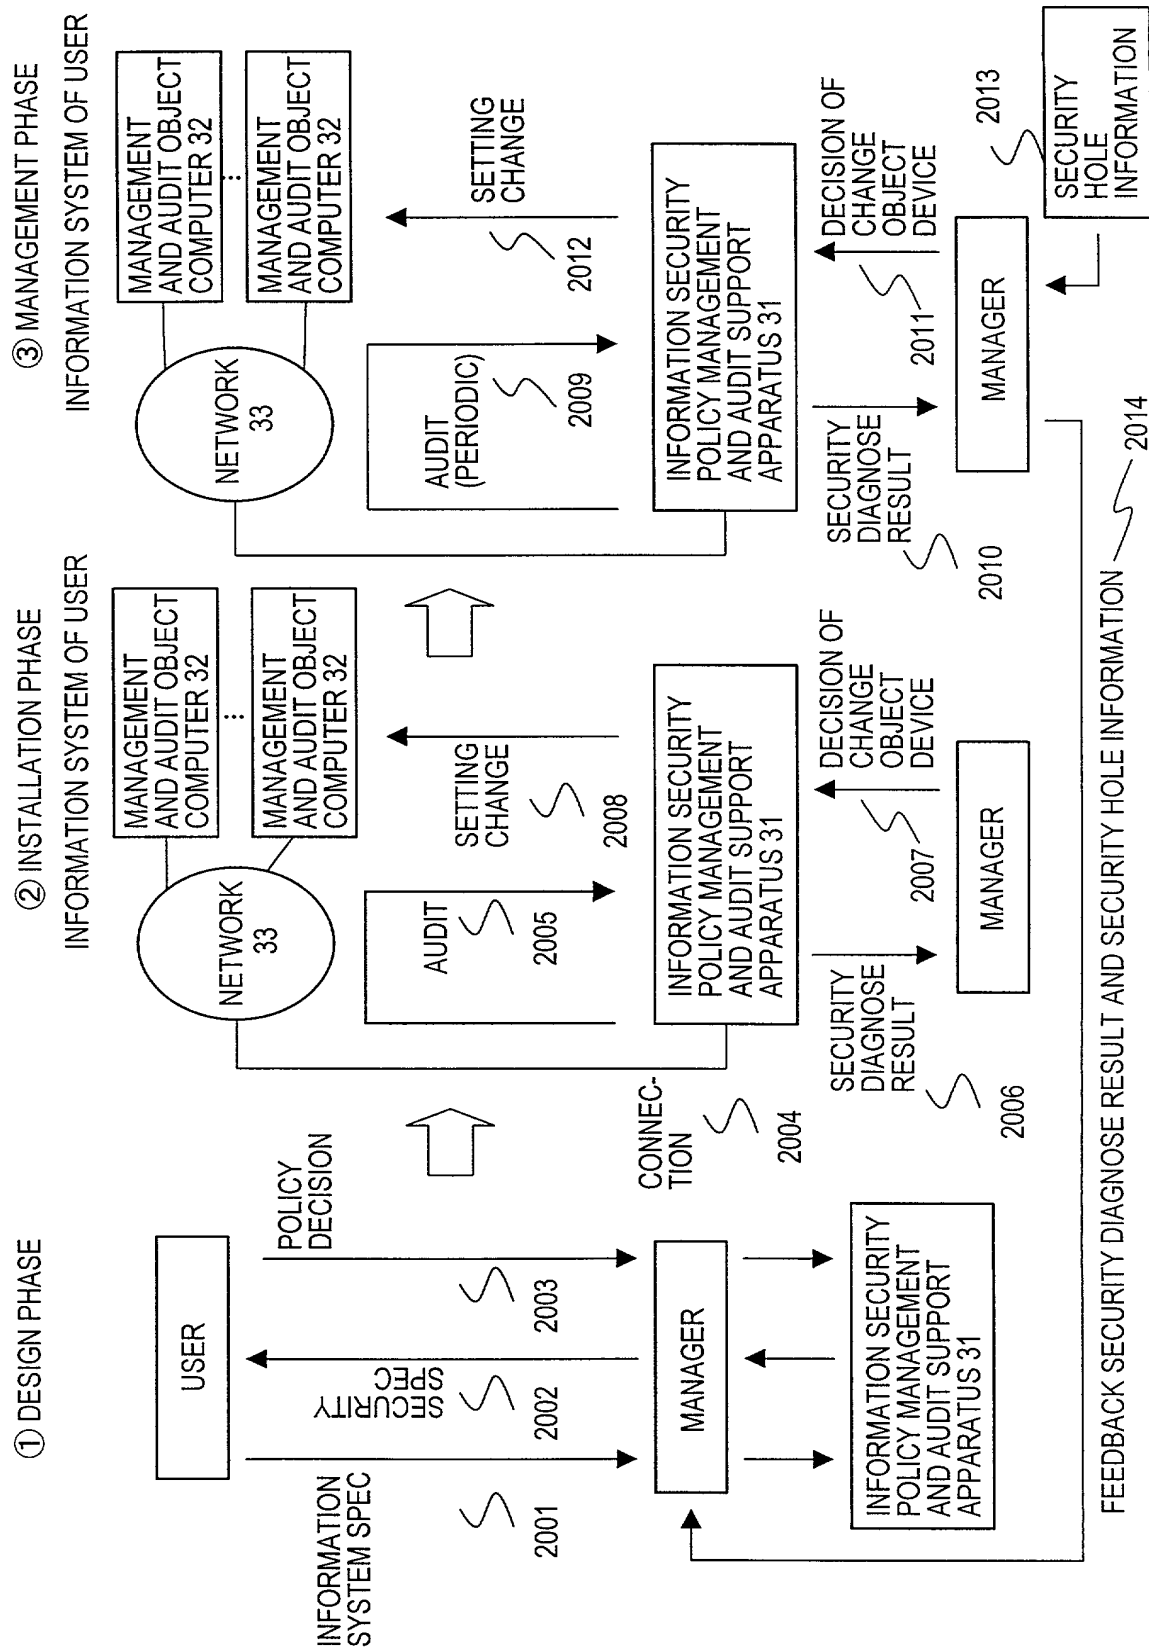 ① DESIGN PHASE
USER
INFORMATION
SYSTEM SPEC
2001
SECURITY
SPEC
2002
POLICY
DECISION
2003
MANAGER
INFORMATION SECURITY
POLICY MANAGEMENT
AND AUDIT SUPPORT
APPARATUS 31
② INSTALLATION PHASE
INFORMATION SYSTEM OF USER
NETWORK
33
MANAGEMENT
AND AUDIT OBJECT
COMPUTER 32
...
MANAGEMENT
AND AUDIT OBJECT
COMPUTER 32
CONNEC-
TION
2004
AUDIT
2005
SETTING
CHANGE
2008
INFORMATION SECURITY
POLICY MANAGEMENT
AND AUDIT SUPPORT
APPARATUS 31
SECURITY
DIAGNOSE
RESULT
2006
DECISION OF
CHANGE
OBJECT
DEVICE
2007
MANAGER
③ MANAGEMENT PHASE
INFORMATION SYSTEM OF USER
NETWORK
33
MANAGEMENT
AND AUDIT OBJECT
COMPUTER 32
...
MANAGEMENT
AND AUDIT OBJECT
COMPUTER 32
AUDIT
(PERIODIC)
2009
SETTING
CHANGE
2012
INFORMATION SECURITY
POLICY MANAGEMENT
AND AUDIT SUPPORT
APPARATUS 31
SECURITY
DIAGNOSE
RESULT
2010
DECISION OF
CHANGE
OBJECT
DEVICE
2011
MANAGER
2013
SECURITY
HOLE
INFORMATION
FEEDBACK SECURITY DIAGNOSE RESULT AND SECURITY HOLE INFORMATION
2014